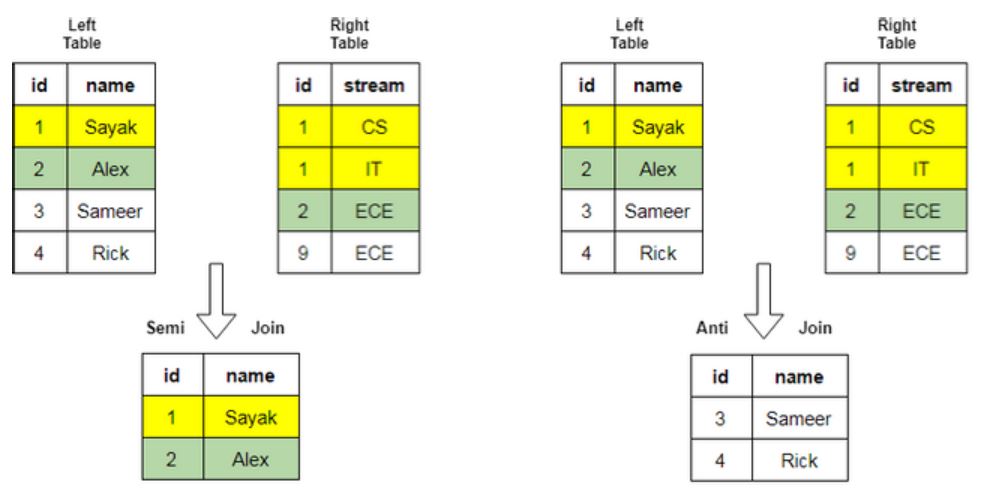 Left
Table
Right
Table
id name
1 Sayak
2 Alex
3 Sameer
4 Rick
id stream
1 CS
1 IT
2 ECE
9 ECE
Semi Join
id name
1 Sayak
2 Alex
Left
Table
Right
Table
id name
1 Sayak
2 Alex
3 Sameer
4 Rick
id stream
1 CS
1 IT
2 ECE
9 ECE
Anti Join
id name
3 Sameer
4 Rick